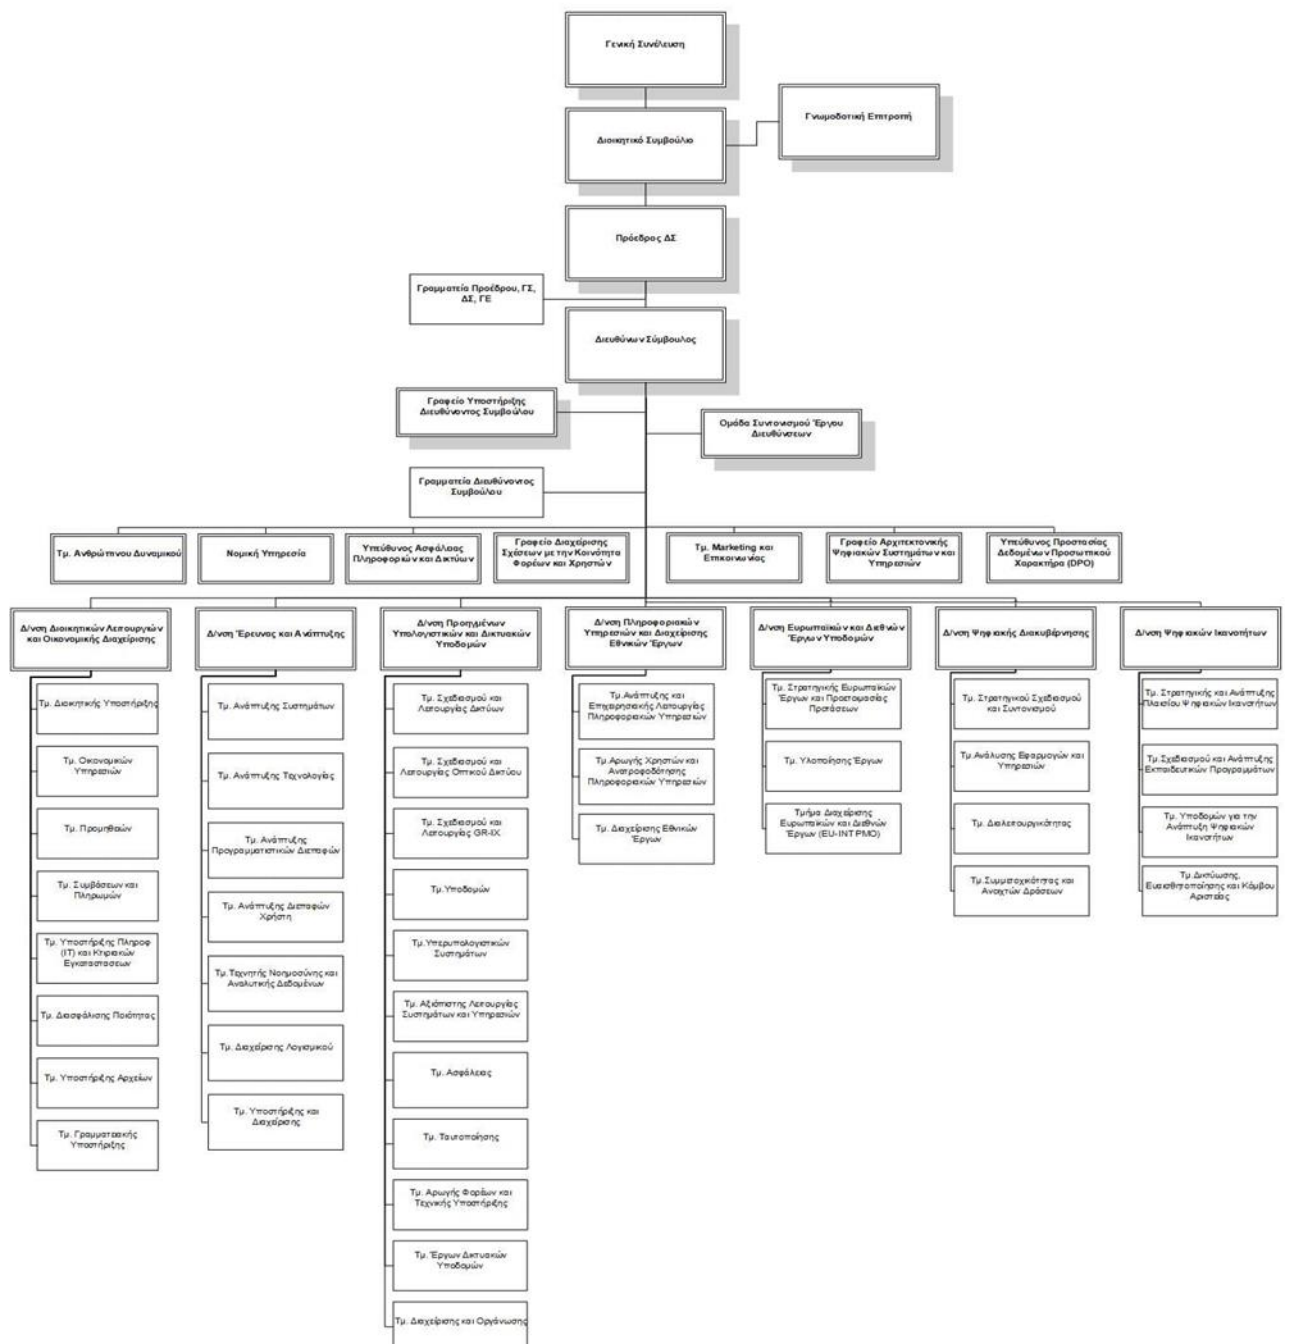 Γενική Συνέλευση
Διοικητικό Συμβούλιο
Γνωμοδοτική Επιτροπή
Πρόεδρος ΔΣ
Γραμματεία Προέδρου, ΓΣ,
ΔΣ, ΓΕ
Διευθύνων Σύμβουλος
Γραφείο Υποστήριξης
Διευθύνοντος Συμβούλου
Ομάδα Συντονισμού Έργου
Διευθύνσεων
Γραμματεία Διευθύνοντος
Συμβούλου
Τμ. Ανθρώπινου Δυναμικού
Νομική Υπηρεσία
Υπεύθυνος Ασφάλειας
Πληροφοριών και Δικτύων
Γραφείο Διαχείρισης
Σχέσεων με την Κοινότητα
Φορέων και Χρηστών
Τμ. Marketing και
Επικοινωνίας
Γραφείο Αρχιτεκτονικής
Ψηφιακών Συστημάτων και
Υπηρεσιών
Υπεύθυνος Προστασίας
Δεδομένων Προσωπικού
Χαρακτήρα (DPO)
Δ/νση Διοικητικών Λειτουργιών
και Οικονομικής Διαχείρισης
Τμ. Διοικητικής Υποστήριξης
Τμ. Οικονομικών
Υπηρεσιών
Τμ. Προμηθειών
Τμ. Συμβάσεων και
Πληρωμών
Τμ. Υποστήριξης Πληροφ
(IT) και Κτιριακών
Εγκαταστασεων
Τμ. Διασφάλισης Ποιότητας
Τμ. Υποστήριξης Αρχείων
Τμ. Γραμματειακής
Υποστήριξης
Δ/νση Έρευνας και Ανάπτυξης
Τμ. Ανάπτυξης Συστημάτων
Τμ. Ανάπτυξης Τεχνολογίας
Τμ. Ανάπτυξης
Προγραμματιστικών Διεπαφών
Τμ. Ανάπτυξης Διεπαφών
Χρήστη
Τμ.Τεχνητής Νοημοσύνης και
Αναλυτικής Δεδομένων
Τμ. Διαχείρισης Λογισμικού
Τμ. Υποστήριξης και
Διαχείρισης
Δ/νση Προηγμένων
Υπολογιστικών και Δικτυακών
Υποδομών
Τμ. Σχεδιασμού και
Λειτουργίας Δικτύων
Τμ. Σχεδιασμού και
Λειτουργίας Οπτικού Δικτύου
Τμ. Σχεδιασμού και
Λειτουργίας GR-IX
Τμ.Υποδομών
Τμ.Υπερυπολογιστικών
Συστημάτων
Τμ. Αξιόπιστης Λειτουργίας
Συστημάτων και Υπηρεσιών
Τμ. Ασφάλειας
Τμ. Ταυτοποίησης
Τμ. Αρωγής Φορέων και
Τεχνικής Υποστήριξης
Τμ. Έργων Δικτυακών
Υποδομών
Τμ. Διαχείρισης και Οργάνωσης
Δ/νση Πληροφοριακών
Υπηρεσιών και Διαχείρισης
Εθνικών Έργων
Τμ.Ανάπτυξης και
Επιχειρησιακής Λειτουργίας
Πληροφοριακών Υπηρεσιών
Τμ.Αρωγής Χρηστών και
Ανατροφοδότησης
Πληροφοριακών Υπηρεσιών
Τμ. Διαχείρισης Εθνικών
Έργων
Δ/νση Ευρωπαϊκών και Διεθνών
Έργων Υποδομών
Τμ. Στρατηγικής Ευρωπαϊκών
Έργων και Προετοιμασίας
Προτάσεων
Τμ. Υλοποίησης Έργων
Τμήμα Διαχείρισης
Ευρωπαϊκών και Διεθνών
Έργων (EU-INT PMO)
Δ/νση Ψηφιακής Διακυβέρνησης
Τμ. Στρατηγικού Σχεδιασμού
και Συντονισμού
Τμ.Ανάλυσης Εφαρμογών και
Υπηρεσιών
Τμ. Διαλειτουργικότητας
Τμ.Συμμετοχικότητας και
Ανοιχτών Δράσεων
Δ/νση Ψηφιακών Ικανοτήτων
Τμ. Στρατηγικής και Ανάπτυξης
Πλαισίου Ψηφιακών Ικανοτήτων
Τμ.Σχεδιασμού και Ανάπτυξης
Εκπαιδευτικών Προγραμμάτων
Τμ. Υποδομών για την
Ανάπτυξη Ψηφιακών
Ικανοτήτων
Τμ.Δικτύωσης,
Ευαισθητοποίησης και Κόμβου
Αριστείας